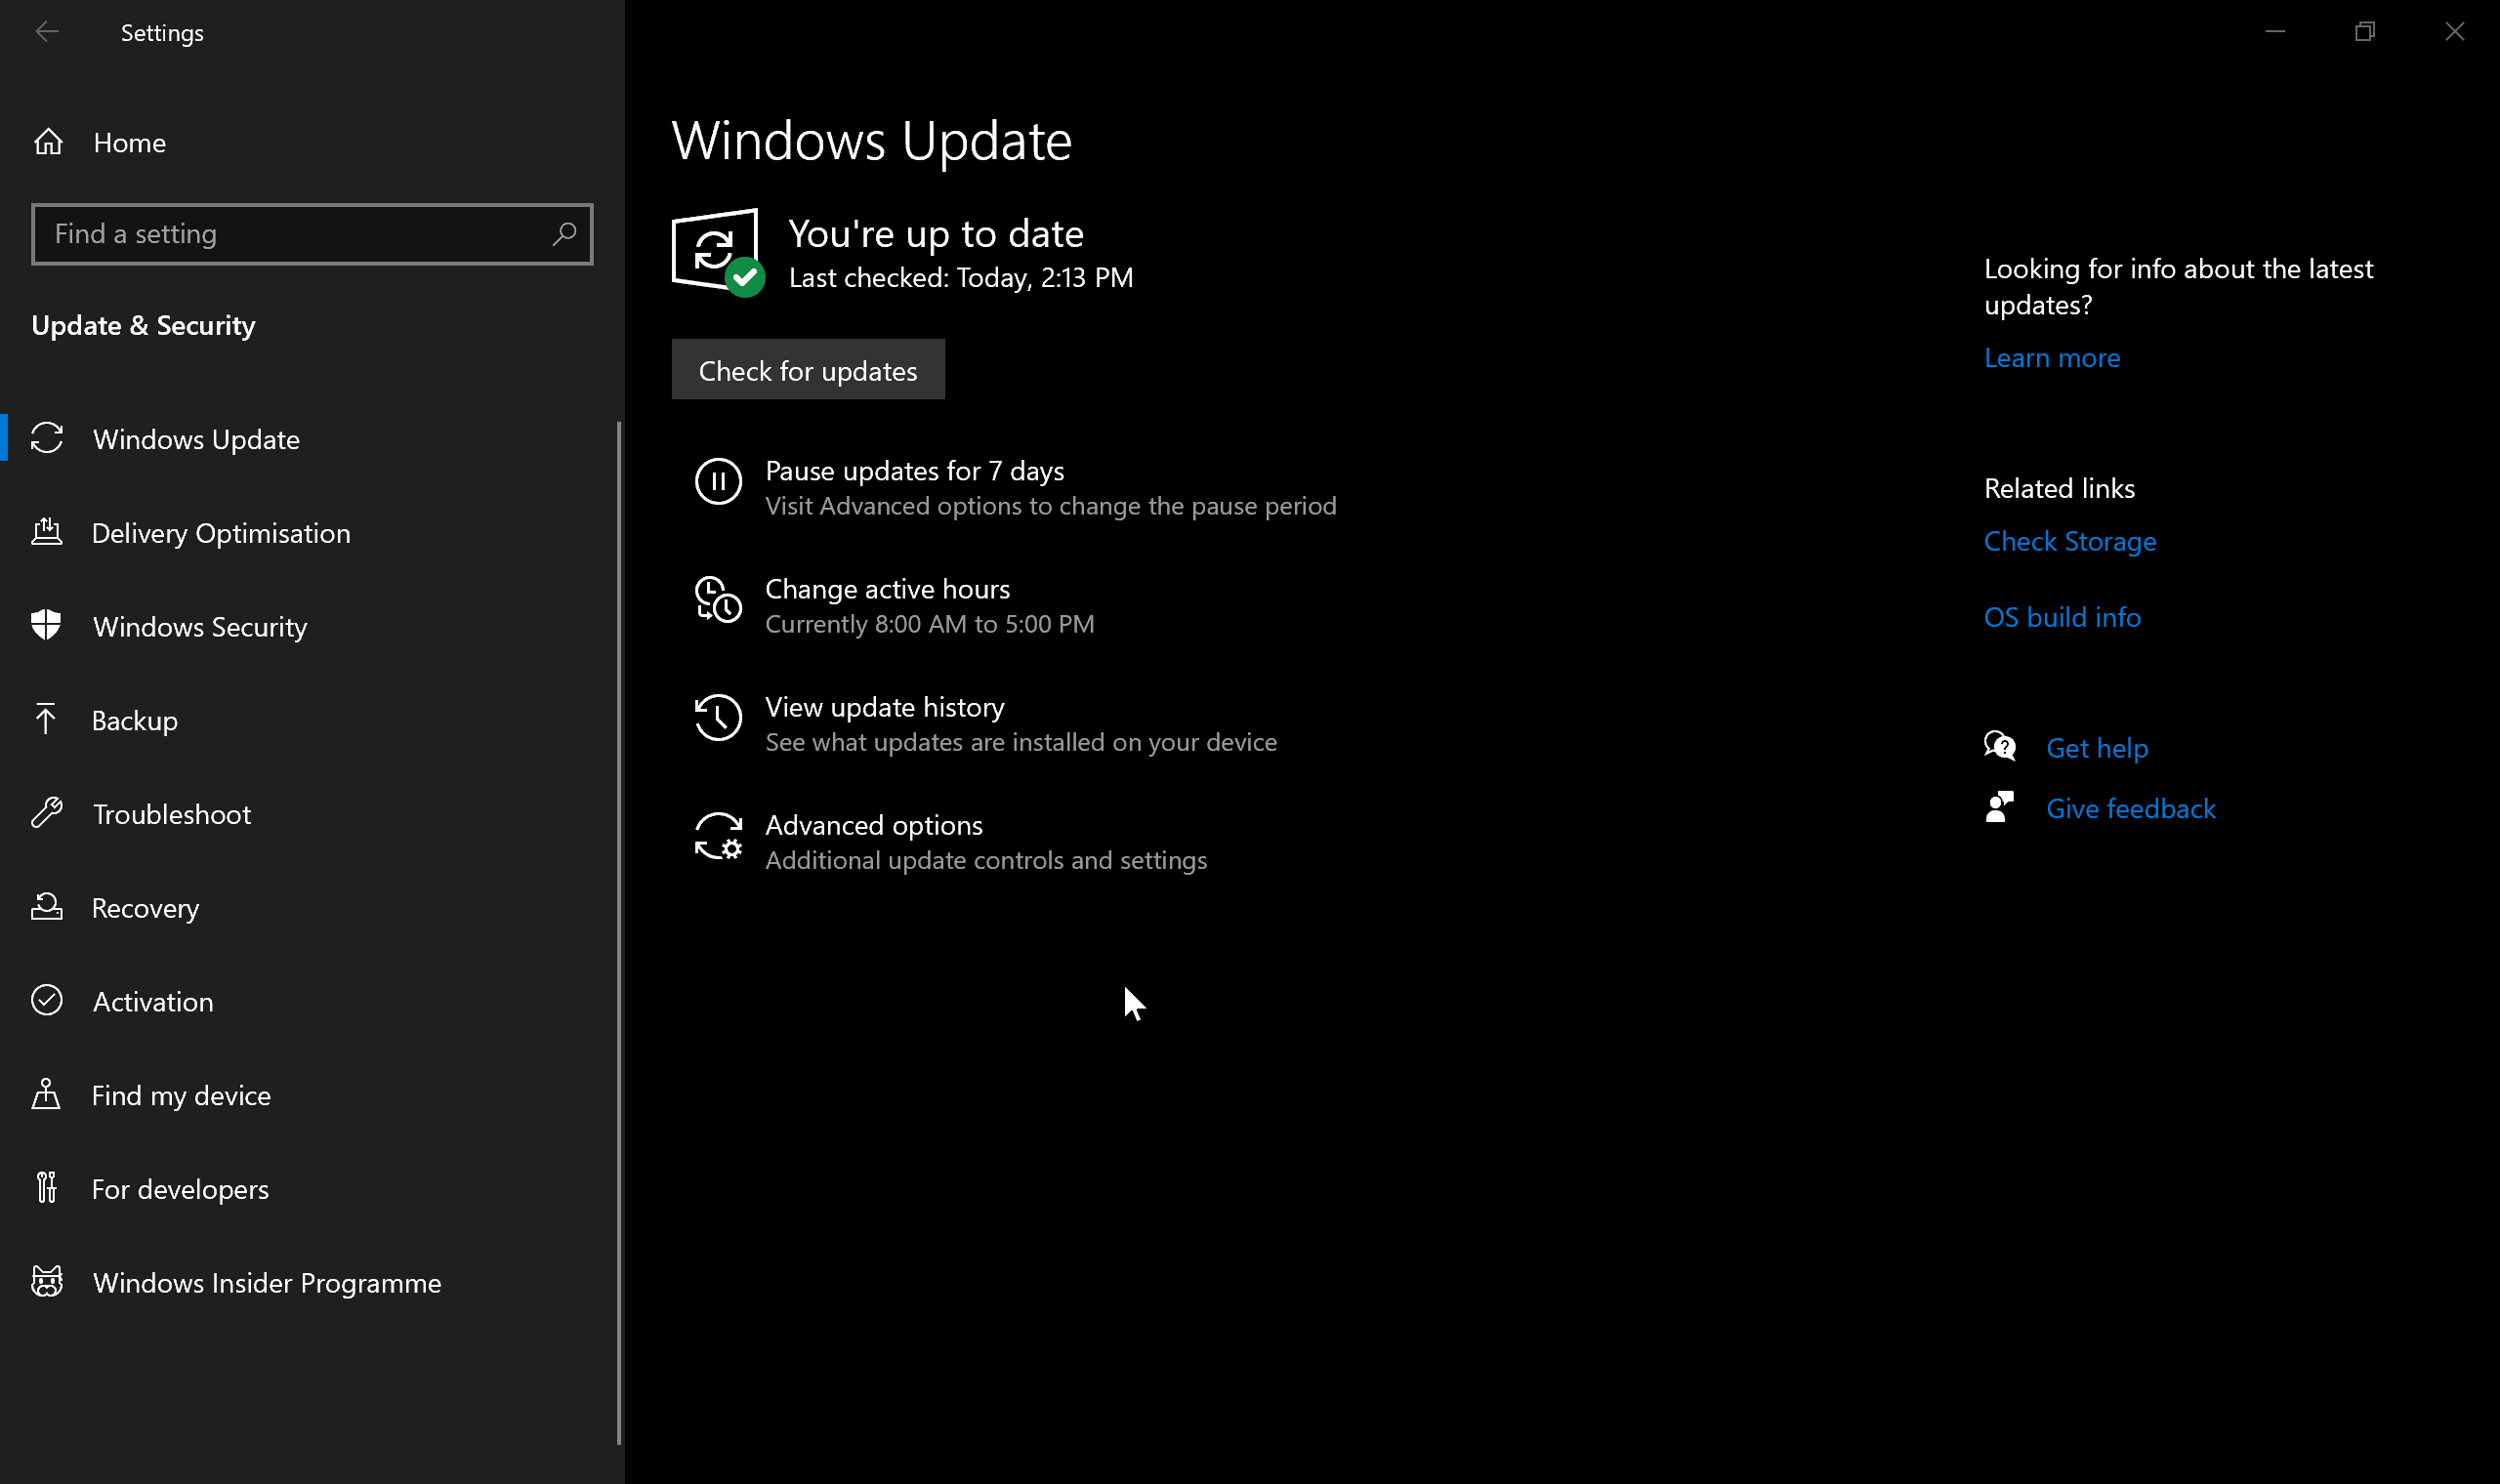 Settings
Home
Find a setting
Update & Security
Windows Update
Delivery Optimisation
Windows Security
Backup
Troubleshoot
Recovery
Activation
Find my device
For developers
Windows Insider Programme
Windows Update
You're up to date
Last checked: Today, 2:13 PM
Check for updates
Pause updates for 7 days
Visit Advanced options to change the pause period
Change active hours
Currently 8:00 AM to 5:00 PM
View update history
See what updates are installed on your device
Advanced options
Additional update controls and settings
Looking for info about the latest
updates?
Learn more
Related links
Check Storage
OS build info
Get help
Give feedback